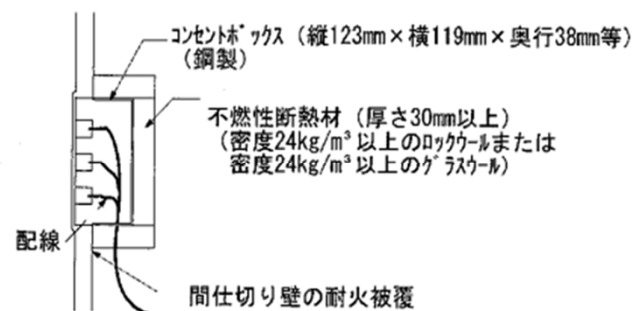 コンセントボックス（縦123mm×横119mm×奥行38mm等）
（鋼製）
不燃性断熱材（厚さ30mm以上）
（密度24kg/m³以上のロックウールまたは
密度24kg/m³以上のグラスウール）
配線
間仕切り壁の耐火被覆